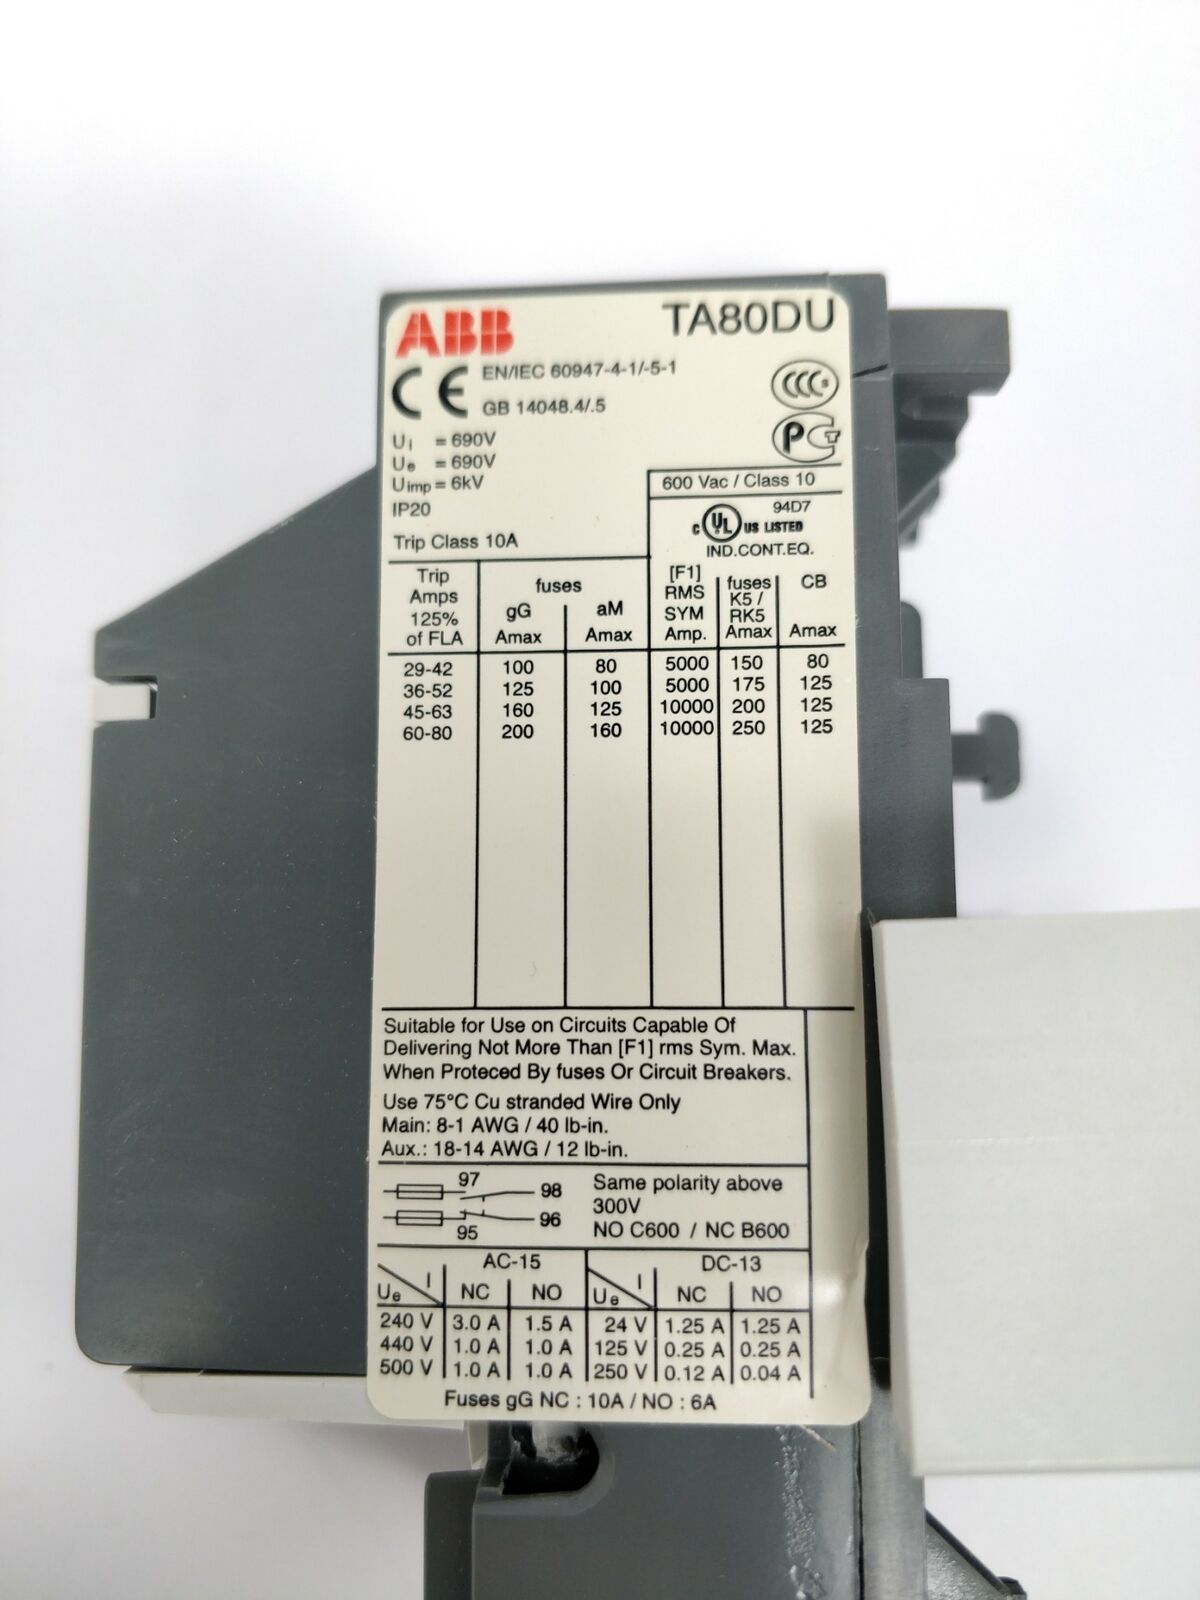 ABB TA80DU
CE EN/IEC 60947-4-1/-5-1
GB 14048.4/.5
CCC
PCT
Ui = 690V
Ue = 690V
Uimp = 6kV
IP20
Trip Class 10A
600 Vac / Class 10
94D7
c UL US LISTED
IND.CONT.EQ.
Trip Amps 125% of FLA
fuses
gG Amax
aM Amax
[F1] RMS SYM Amp.
fuses K5 / RK5 Amax
CB Amax
29-42 100 80 5000 150 80
36-52 125 100 5000 175 125
45-63 160 125 10000 200 125
60-80 200 160 10000 250 125
Suitable for Use on Circuits Capable Of
Delivering Not More Than [F1] rms Sym. Max.
When Proteced By fuses Or Circuit Breakers.
Use 75°C Cu stranded Wire Only
Main: 8-1 AWG / 40 lb-in.
Aux.: 18-14 AWG / 12 lb-in.
97 98
95 96
Same polarity above
300V
NO C600 / NC B600
AC-15 DC-13
Ue I NC NO Ue I NC NO
240 V 3.0 A 1.5 A 24 V 1.25 A 1.25 A
440 V 1.0 A 1.0 A 125 V 0.25 A 0.25 A
500 V 1.0 A 1.0 A 250 V 0.12 A 0.04 A
Fuses gG NC : 10A / NO : 6A